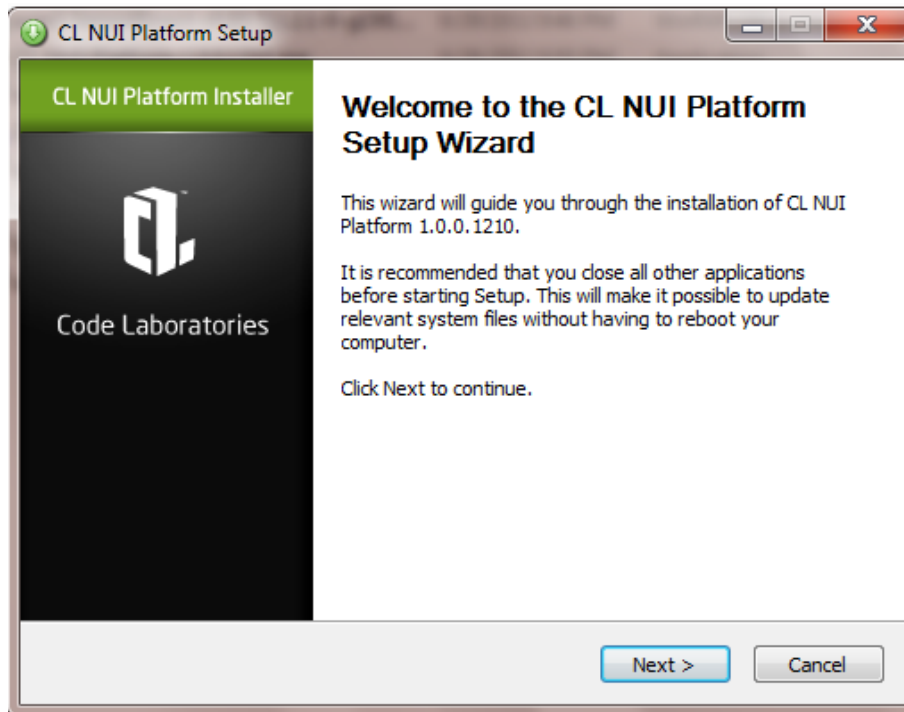 CL NUI Platform Setup
CL NUI Platform Installer
Code Laboratories
Welcome to the CL NUI Platform
Setup Wizard
This wizard will guide you through the installation of CL NUI
Platform 1.0.0.1210.
It is recommended that you close all other applications
before starting Setup. This will make it possible to update
relevant system files without having to reboot your
computer.
Click Next to continue.
Next >
Cancel